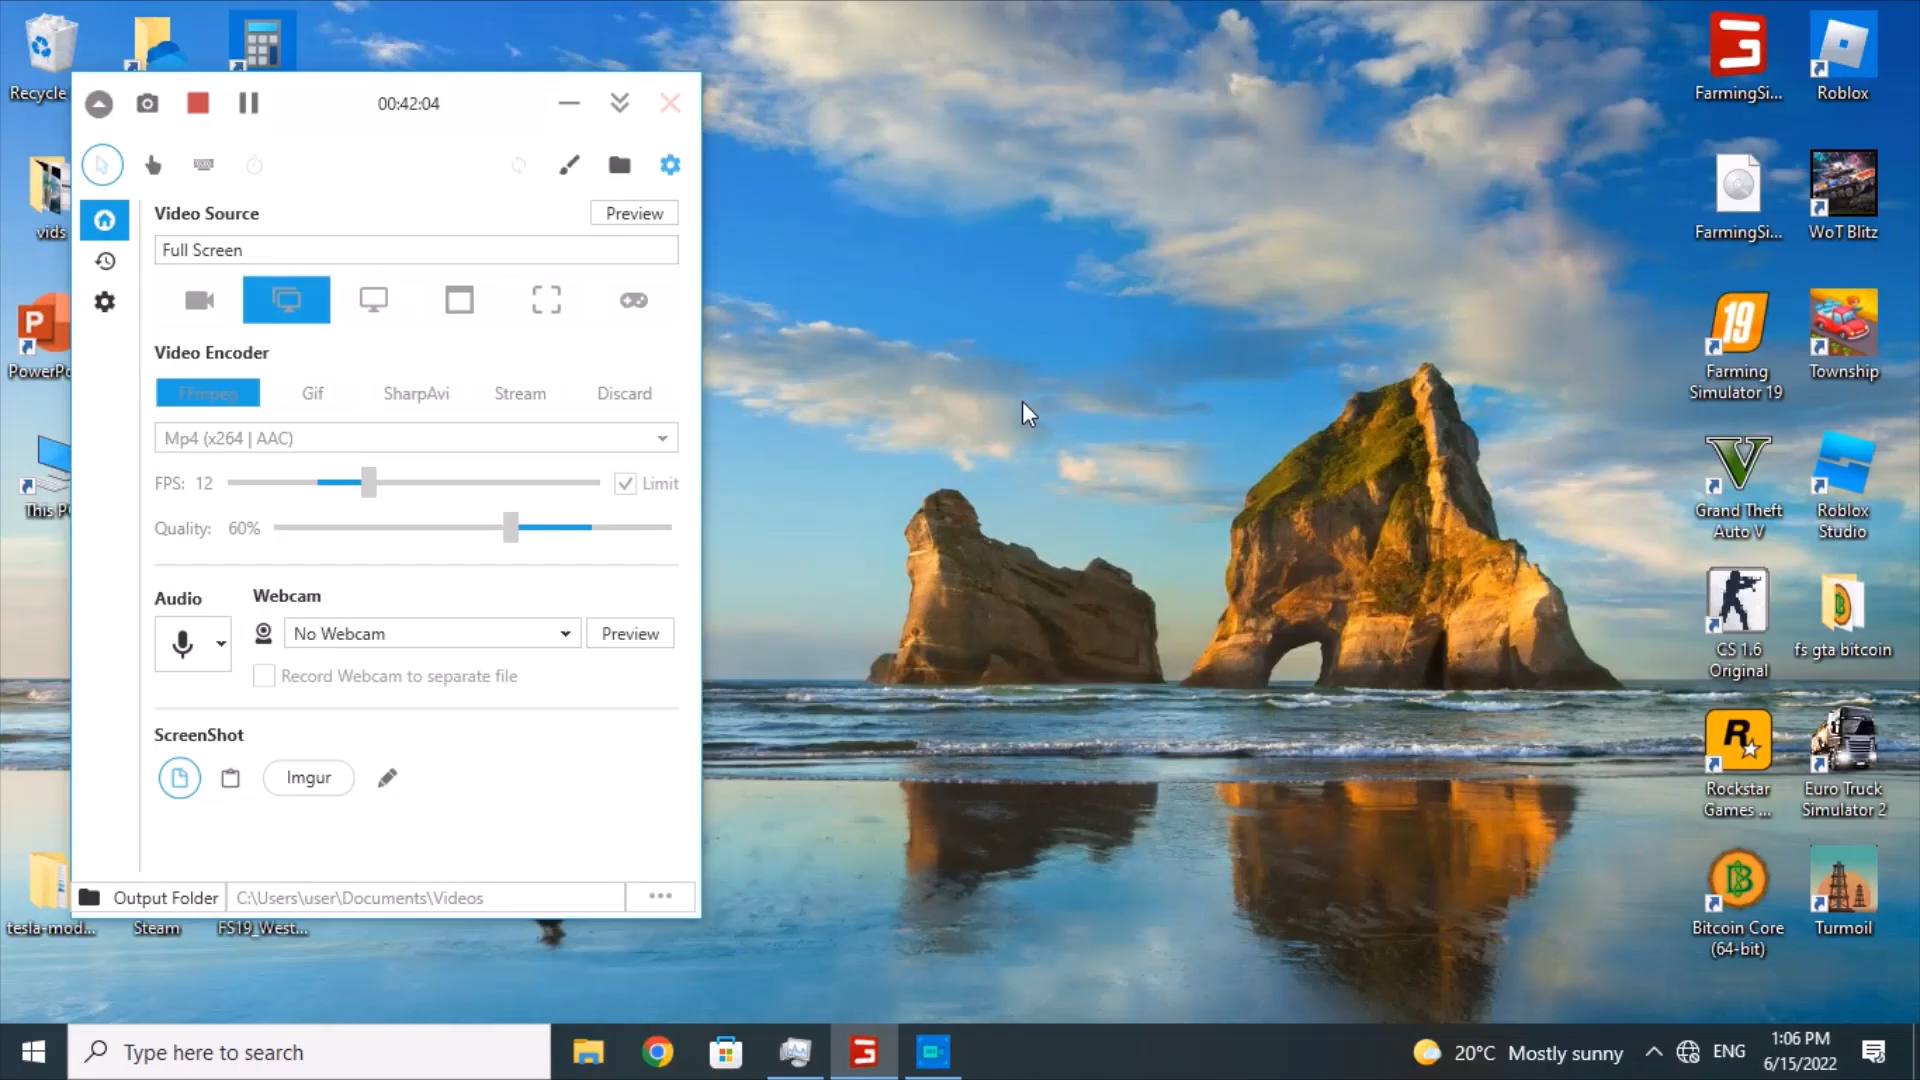 Recycle
vids
PowerPo
This P
tesla-mod...
Steam
FS19_West...
00:42:04
Video Source
Preview
Full Screen
Video Encoder
FFmpeg
Gif
SharpAvi
Stream
Discard
Mp4 (x264 | AAC)
FPS: 12
Limit
Quality: 60%
Audio
Webcam
No Webcam
Preview
Record Webcam to separate file
ScreenShot
Imgur
Output Folder
C:\Users\user\Documents\Videos
FarmingSi...
Roblox
FarmingSi...
WoT Blitz
19
Farming
Simulator 19
Township
Grand Theft
Auto V
Roblox
Studio
CS 1.6
Original
fs gta bitcoin
Rockstar
Games ...
Euro Truck
Simulator 2
Bitcoin Core
(64-bit)
Turmoil
Type here to search
20°C Mostly sunny
ENG
1:06 PM
6/15/2022